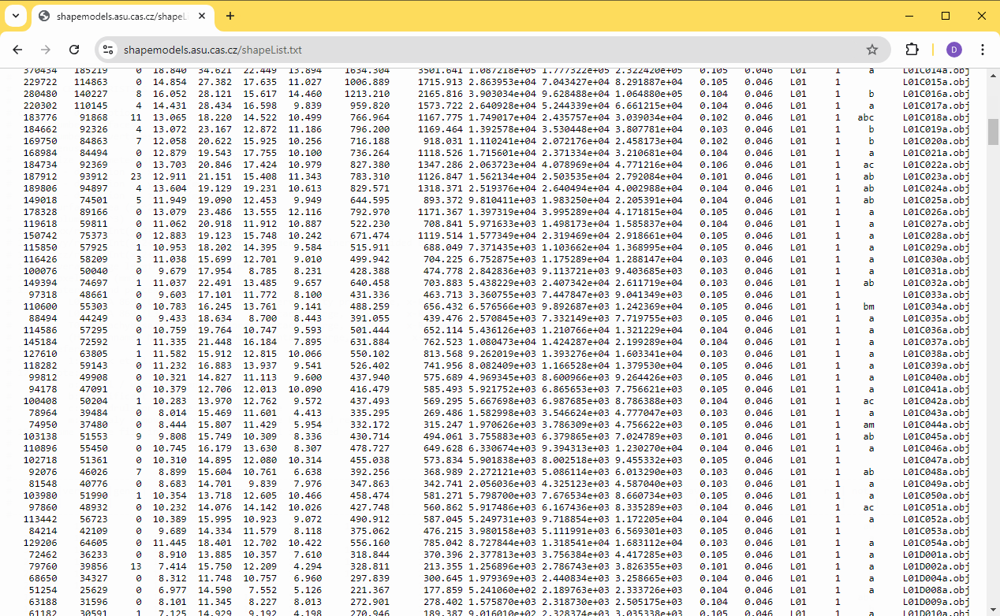 shapemodels.asu.cas.cz/shapeL
shapemodels.asu.cas.cz/shapeList.txt
D
370434 185219 0 18.840 34.621 22.449 13.894 1634.304 3501.641 1.087218e+05 1.777322e+05 2.322420e+05 0.105 0.046 L01 1 a L01C014a.obj
229722 114863 0 14.854 27.382 17.635 11.027 1006.889 1715.913 2.863953e+04 7.043427e+04 8.291887e+04 0.105 0.046 L01 1 L01C015a.obj
280480 140227 8 16.052 28.121 15.617 14.460 1213.210 2165.816 3.903034e+04 9.628488e+04 1.064880e+05 0.104 0.046 L01 1 b L01C016a.obj
220302 110145 4 14.431 28.434 16.598 9.839 959.820 1573.722 2.640928e+04 5.244339e+04 6.661215e+04 0.104 0.046 L01 1 a L01C017a.obj
183776 91868 11 13.065 18.220 14.522 10.499 766.964 1167.775 1.749017e+04 2.435757e+04 3.039034e+04 0.102 0.046 L01 1 abc L01C018a.obj
184662 92326 4 13.072 23.167 12.872 11.186 796.200 1169.464 1.392578e+04 3.530448e+04 3.807781e+04 0.103 0.046 L01 1 b L01C019a.obj
169750 84863 7 12.058 20.622 15.925 10.256 716.188 918.031 1.110241e+04 2.072176e+04 2.458173e+04 0.102 0.046 L01 1 b L01C020a.obj
168984 84494 0 12.879 19.543 17.755 10.100 736.264 1118.526 1.715601e+04 2.371334e+04 3.210681e+04 0.104 0.046 L01 1 a L01C021a.obj
184734 92369 0 13.703 20.846 17.424 10.979 827.380 1347.286 2.063723e+04 4.078969e+04 4.771216e+04 0.106 0.046 L01 1 ac L01C022a.obj
187912 93912 23 12.911 21.151 15.408 11.343 783.310 1126.847 1.562134e+04 2.503535e+04 2.792084e+04 0.101 0.046 L01 1 ab L01C023a.obj
189806 94897 4 13.604 19.129 19.231 10.613 829.571 1318.371 2.519376e+04 2.640494e+04 4.002988e+04 0.104 0.046 L01 1 ab L01C024a.obj
149018 74501 5 11.949 19.090 12.453 9.949 644.595 893.372 9.810411e+03 1.983250e+04 2.205391e+04 0.104 0.046 L01 1 ab L01C025a.obj
178328 89166 0 13.079 23.486 13.555 12.116 792.970 1171.367 1.397319e+04 3.995289e+04 4.171815e+04 0.105 0.046 L01 1 a L01C026a.obj
119618 59811 0 11.062 20.918 11.912 10.887 522.230 708.841 5.971633e+03 1.498173e+04 1.585837e+04 0.104 0.046 L01 1 a L01C027a.obj
150742 75373 0 12.883 19.123 15.748 10.242 671.474 1119.514 1.577349e+04 2.319469e+04 2.918661e+04 0.105 0.046 L01 1 a L01C028a.obj
115850 57925 1 10.953 18.202 14.395 9.584 515.911 688.049 7.371435e+03 1.103662e+04 1.368995e+04 0.105 0.046 L01 1 a L01C029a.obj
116426 58209 3 11.038 15.699 12.701 9.010 499.942 704.225 6.752875e+03 1.175289e+04 1.288147e+04 0.103 0.046 L01 1 a L01C030a.obj
100076 50040 0 9.679 17.954 8.785 8.231 428.388 474.778 2.842836e+03 9.113721e+03 9.403685e+03 0.103 0.046 L01 1 a L01C031a.obj
149394 74697 1 11.037 22.491 13.485 9.657 640.458 703.883 5.438229e+03 2.407342e+04 2.611719e+04 0.103 0.046 L01 1 ab L01C032a.obj
97318 48661 0 9.603 17.101 11.772 8.100 431.336 463.713 3.360755e+03 7.447847e+03 9.041349e+03 0.105 0.046 L01 1 L01C033a.obj
110600 55303 0 10.783 16.245 13.761 9.141 488.259 656.432 6.576566e+03 9.892687e+03 1.242369e+04 0.105 0.046 L01 1 bm L01C034a.obj
88494 44249 0 9.433 18.634 8.700 8.443 391.055 439.476 2.570845e+03 7.332149e+03 7.719755e+03 0.105 0.046 L01 1 a L01C035a.obj
114586 57295 0 10.759 19.764 10.747 9.593 501.444 652.114 5.436126e+03 1.210766e+04 1.321229e+04 0.104 0.046 L01 1 a L01C036a.obj
145184 72592 1 11.335 21.448 16.184 7.895 631.884 762.523 1.080473e+04 1.424287e+04 2.199289e+04 0.104 0.046 L01 1 a L01C037a.obj
127610 63805 1 11.582 15.912 12.815 10.066 550.102 813.568 9.262019e+03 1.393276e+04 1.603341e+04 0.103 0.046 L01 1 a L01C038a.obj
118282 59143 0 11.232 16.883 13.937 9.541 526.402 741.956 8.082409e+03 1.166528e+04 1.379530e+04 0.105 0.046 L01 1 a L01C039a.obj
99812 49908 0 10.321 14.827 11.113 9.600 437.940 575.689 4.969345e+03 8.600966e+03 9.264426e+03 0.105 0.046 L01 1 a L01C040a.obj
94178 47091 0 10.379 12.706 12.013 10.090 416.479 585.493 5.921752e+03 6.865653e+03 7.756621e+03 0.105 0.046 L01 1 a L01C041a.obj
100408 50204 1 10.283 13.970 12.762 9.572 437.493 569.295 5.667698e+03 6.987685e+03 8.786388e+03 0.104 0.046 L01 1 ac L01C042a.obj
78964 39484 0 8.014 15.469 11.601 4.413 335.295 269.486 1.582998e+03 3.546624e+03 4.777047e+03 0.103 0.046 L01 1 a L01C043a.obj
74950 37480 0 8.444 15.807 11.429 5.954 332.172 315.247 1.970626e+03 3.786309e+03 4.756622e+03 0.105 0.046 L01 1 am L01C044a.obj
103138 51553 9 9.808 15.749 10.309 8.336 430.714 494.061 3.755883e+03 6.379865e+03 7.024789e+03 0.101 0.046 L01 1 ab L01C045a.obj
110896 55450 0 10.745 16.179 13.630 8.307 478.727 649.628 6.330674e+03 9.394313e+03 1.230270e+04 0.104 0.046 L01 1 a L01C046a.obj
102718 51361 0 10.310 14.895 12.080 10.314 455.038 573.834 5.901838e+03 8.002518e+03 9.455332e+03 0.105 0.046 L01 1 L01C047a.obj
92076 46026 7 8.899 15.604 10.761 6.638 392.256 368.989 2.272121e+03 5.086114e+03 6.013290e+03 0.103 0.046 L01 1 ab L01C048a.obj
81548 40776 0 8.683 14.701 9.839 7.976 347.863 342.741 2.056036e+03 4.325123e+03 4.587040e+03 0.103 0.046 L01 1 a L01C049a.obj
103980 51990 1 10.354 13.718 12.605 10.466 458.474 581.271 5.798700e+03 7.676534e+03 8.660734e+03 0.105 0.046 L01 1 a L01C050a.obj
97860 48932 0 10.232 14.076 14.142 10.026 427.748 560.862 5.917486e+03 6.167436e+03 8.335289e+03 0.104 0.046 L01 1 ac L01C051a.obj
113442 56723 0 10.389 15.995 10.923 9.072 490.912 587.045 5.249731e+03 9.718854e+03 1.172205e+04 0.104 0.046 L01 1 a L01C052a.obj
84214 42109 0 9.689 14.334 11.579 8.118 375.062 476.215 3.980158e+03 5.111991e+03 6.569301e+03 0.105 0.046 L01 1 L01C053a.obj
129206 64605 0 11.445 18.401 12.702 10.422 556.160 785.042 8.727844e+03 1.318541e+04 1.683112e+04 0.103 0.046 L01 1 a L01C054a.obj
72462 36233 0 8.910 13.885 10.357 7.610 318.844 370.396 2.377813e+03 3.756384e+03 4.417285e+03 0.105 0.046 L01 1 a L01D001a.obj
79760 39856 13 7.414 15.750 12.209 4.294 328.811 213.355 1.256896e+03 2.786743e+03 3.826355e+03 0.101 0.046 L01 1 a L01D002a.obj
68650 34327 0 8.312 11.748 10.757 6.960 297.839 300.645 1.979369e+03 2.440834e+03 3.258665e+03 0.104 0.046 L01 1 a L01D004a.obj
51254 25629 0 6.977 14.590 7.552 5.126 221.367 177.859 5.241060e+02 2.189763e+03 2.333726e+03 0.104 0.046 L01 1 a L01D008a.obj
63188 31596 0 8.101 11.345 8.227 8.013 272.901 278.402 1.575870e+03 2.318730e+03 2.505175e+03 0.104 0.046 L01 1 a L01D009a.obj
61182 30591 1 7.125 14.929 9.192 4.198 270.946 189.387 9.016010e+02 2.328374e+03 3.035338e+03 0.105 0.046 L01 1 a L01D010a.obj